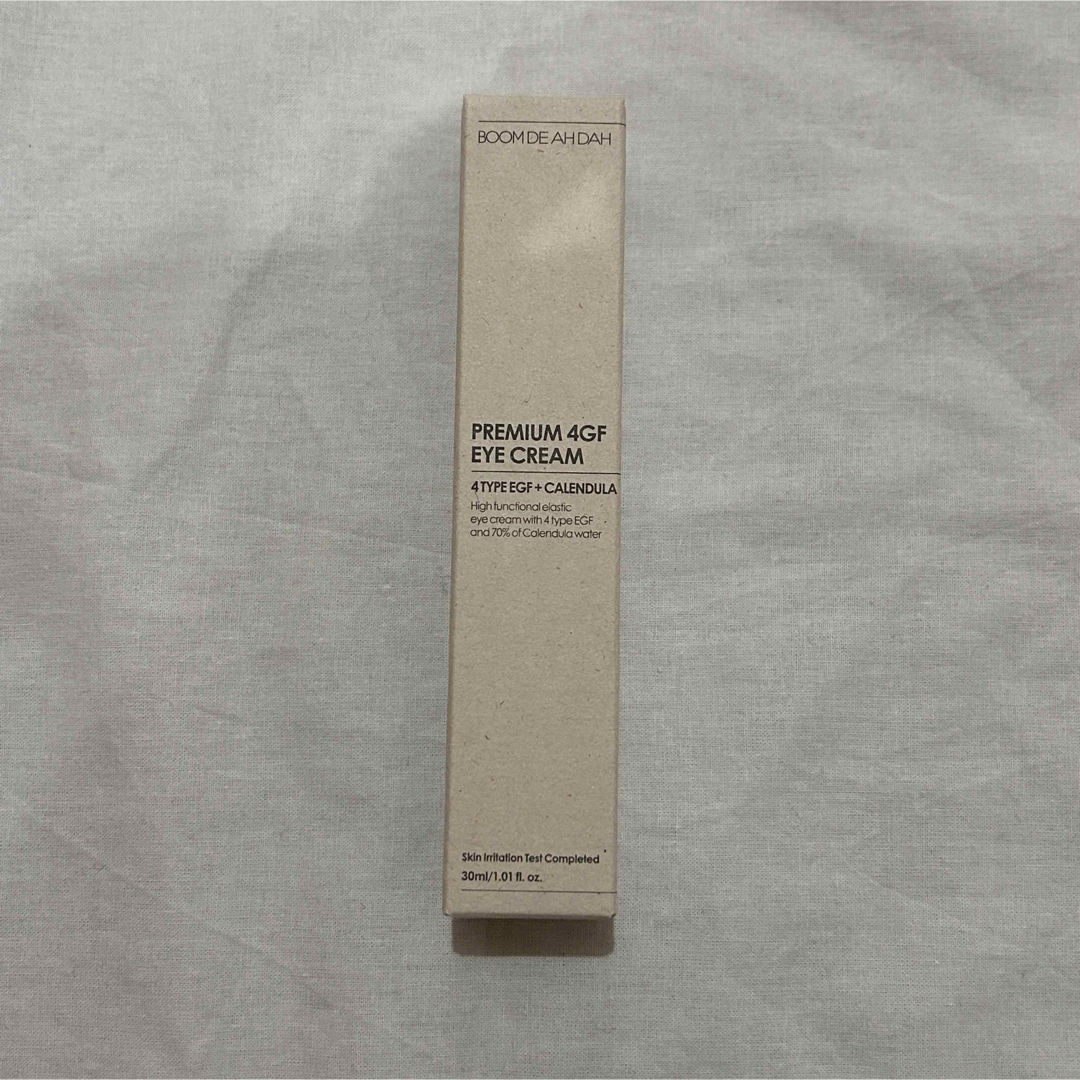 BOOM DE AH DAH
PREMIUM 4GF
EYE CREAM
4 TYPE EGF + CALENDULA
High functional elastic
eye cream with 4 type EGF
and 70% of Calendula water
Skin Irritation Test Completed
30ml/1.01 fl. oz.